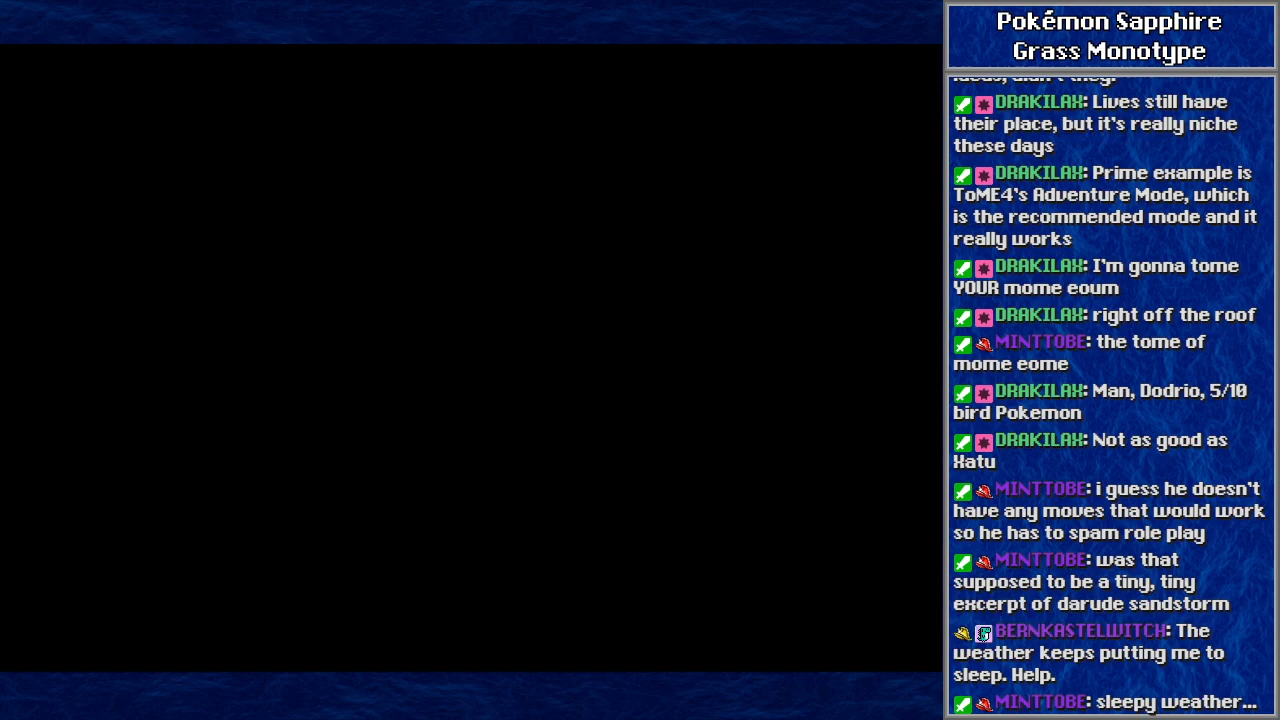 Pokémon Sapphire
Grass Monotype
ideas, didn't they.
DRAKILAX: Lives still have
their place, but it's really niche
these days
DRAKILAX: Prime example is
ToME4's Adventure Mode, which
is the recommended mode and it
really works
DRAKILAX: I'm gonna tome
YOUR mome eoum
DRAKILAX: right off the roof
MINTTOBE: the tome of
mome eome
DRAKILAX: Man, Dodrio, 5/10
bird Pokemon
DRAKILAX: Not as good as
Xatu
MINTTOBE: i guess he doesn't
have any moves that would work
so he has to spam role play
MINTTOBE: was that
supposed to be a tiny, tiny
excerpt of darude sandstorm
BERNKASTELWITCH: The
weather keeps putting me to
sleep. Help.
MINTTOBE: sleepy weather...